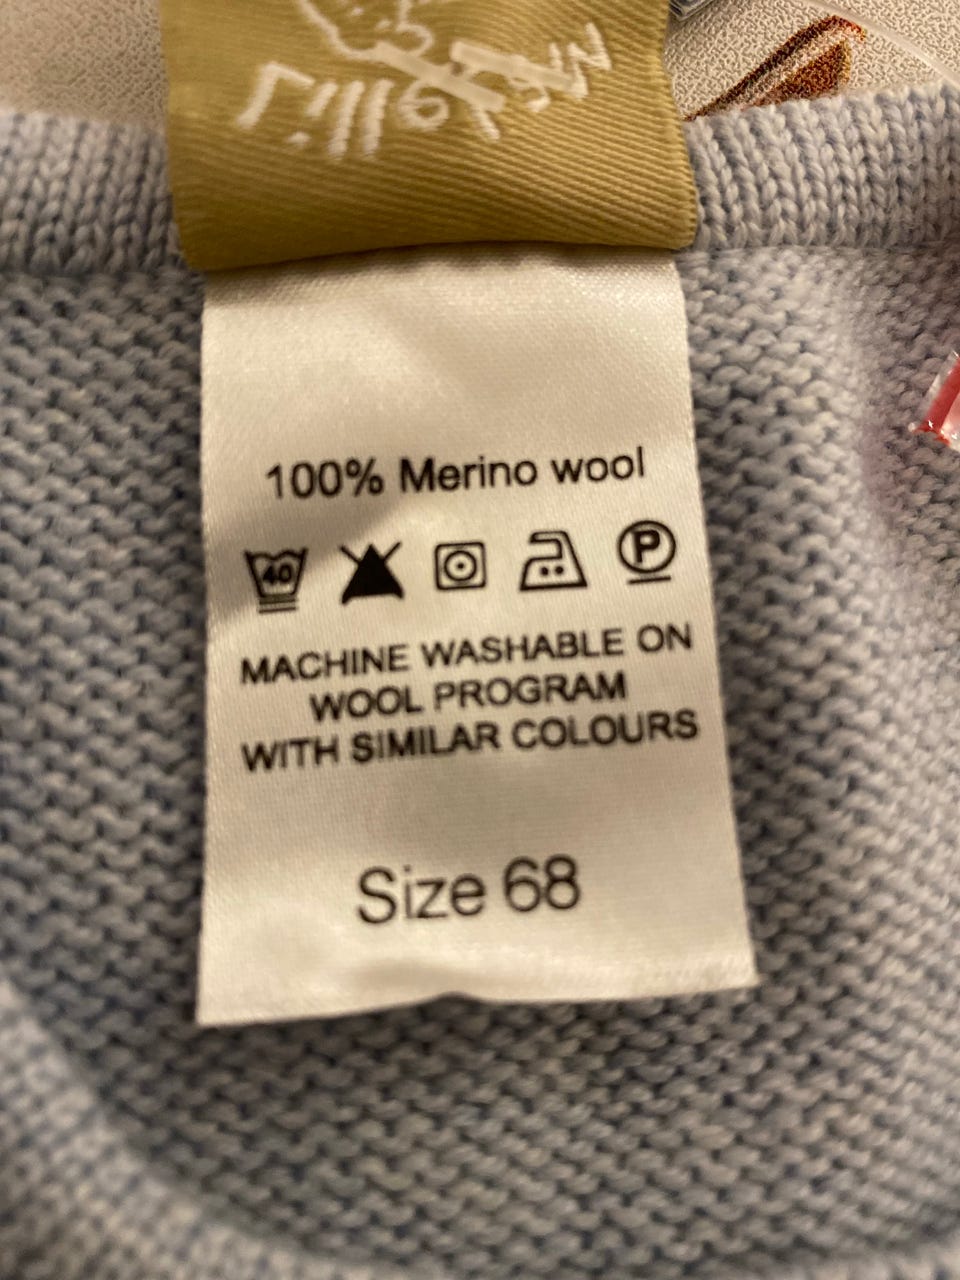 100% Merino wool
40 P
MACHINE WASHABLE ON
WOOL PROGRAM
WITH SIMILAR COLOURS
Size 68